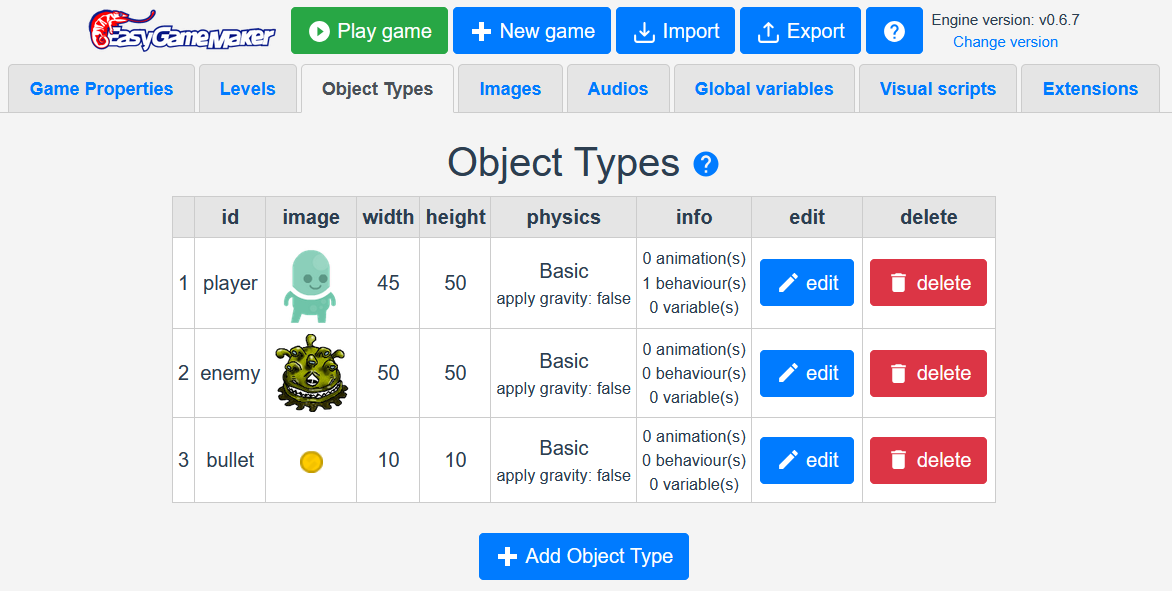 EasyGameMaker
Play game
New game
Import
Export
?
Engine version: v0.6.7
Change version
Game Properties
Levels
Object Types
Images
Audios
Global variables
Visual scripts
Extensions
Object Types ?
id image width height physics info edit delete
1 player 45 50 Basic
apply gravity: false
0 animation(s)
1 behaviour(s)
0 variable(s)
edit
delete
2 enemy 50 50 Basic
apply gravity: false
0 animation(s)
0 behaviour(s)
0 variable(s)
edit
delete
3 bullet 10 10 Basic
apply gravity: false
0 animation(s)
0 behaviour(s)
0 variable(s)
edit
delete
Add Object Type